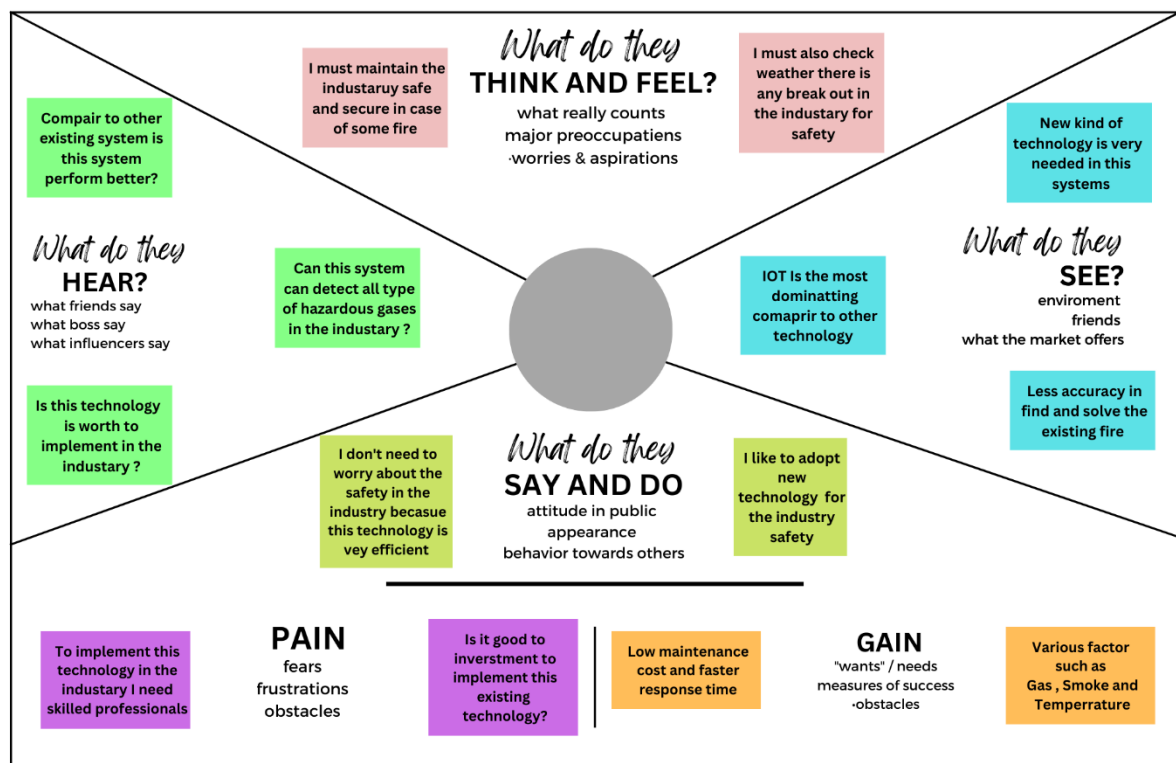 What do they
THINK AND FEEL?
what really counts
major preoccupatiens
·worries & aspirations
I must maintain the
industaruy safe
and secure in case
of some fire
I must also check
weather there is
any break out in
the industary for
safety
Compair to other
existing system is
this system
perform better?
What do they
HEAR?
what friends say
what boss say
what influencers say
Can this system
can detect all type
of hazardous gases
in the industary ?
Is this technology
is worth to
implement in the
industary ?
New kind of
technology is very
needed in this
systems
What do they
SEE?
enviroment
friends
what the market offers
IOT Is the most
dominatting
comaprir to other
technology
Less accuracy in
find and solve the
existing fire
What do they
SAY AND DO
attitude in public
appearance
behavior towards others
I don't need to
worry about the
safety in the
industry becasue
this technology is
vey efficient
I like to adopt
new
technology for
the industry
safety
To implement this
technology in the
industary I need
skilled professionals
PAIN
fears
frustrations
obstacles
Is it good to
inverstment to
implement this
existing
technology?
Low maintenance
cost and faster
response time
GAIN
"wants" / needs
measures of success
·obstacles
Various factor
such as
Gas , Smoke and
Temperrature